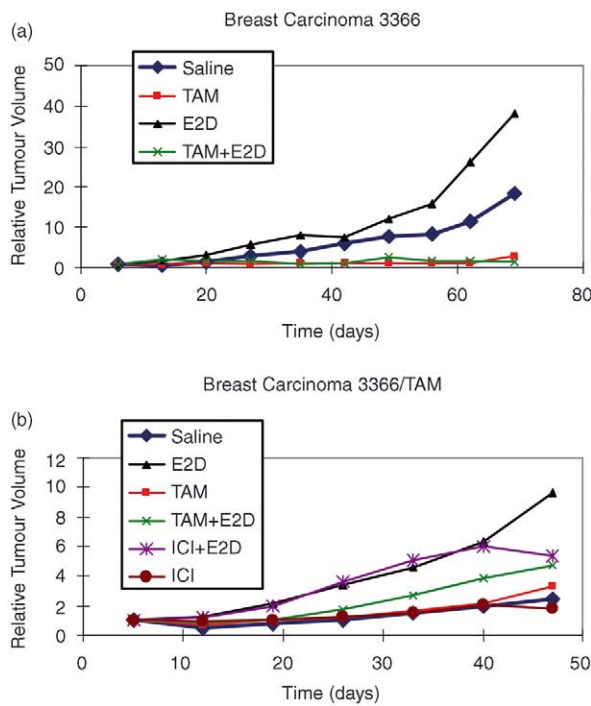 Breast Carcinoma 3366
(a)
Relative Tumour Volume
50
40
30
20
10
0
Saline
TAM
E2D
TAM+E2D
0 20 40 60 80
Time (days)
Breast Carcinoma 3366/TAM
(b)
Relative Tumour Volume
12
10
8
6
4
2
0
Saline
E2D
TAM
TAM+E2D
ICI+E2D
ICI
0 10 20 30 40 50
Time (days)